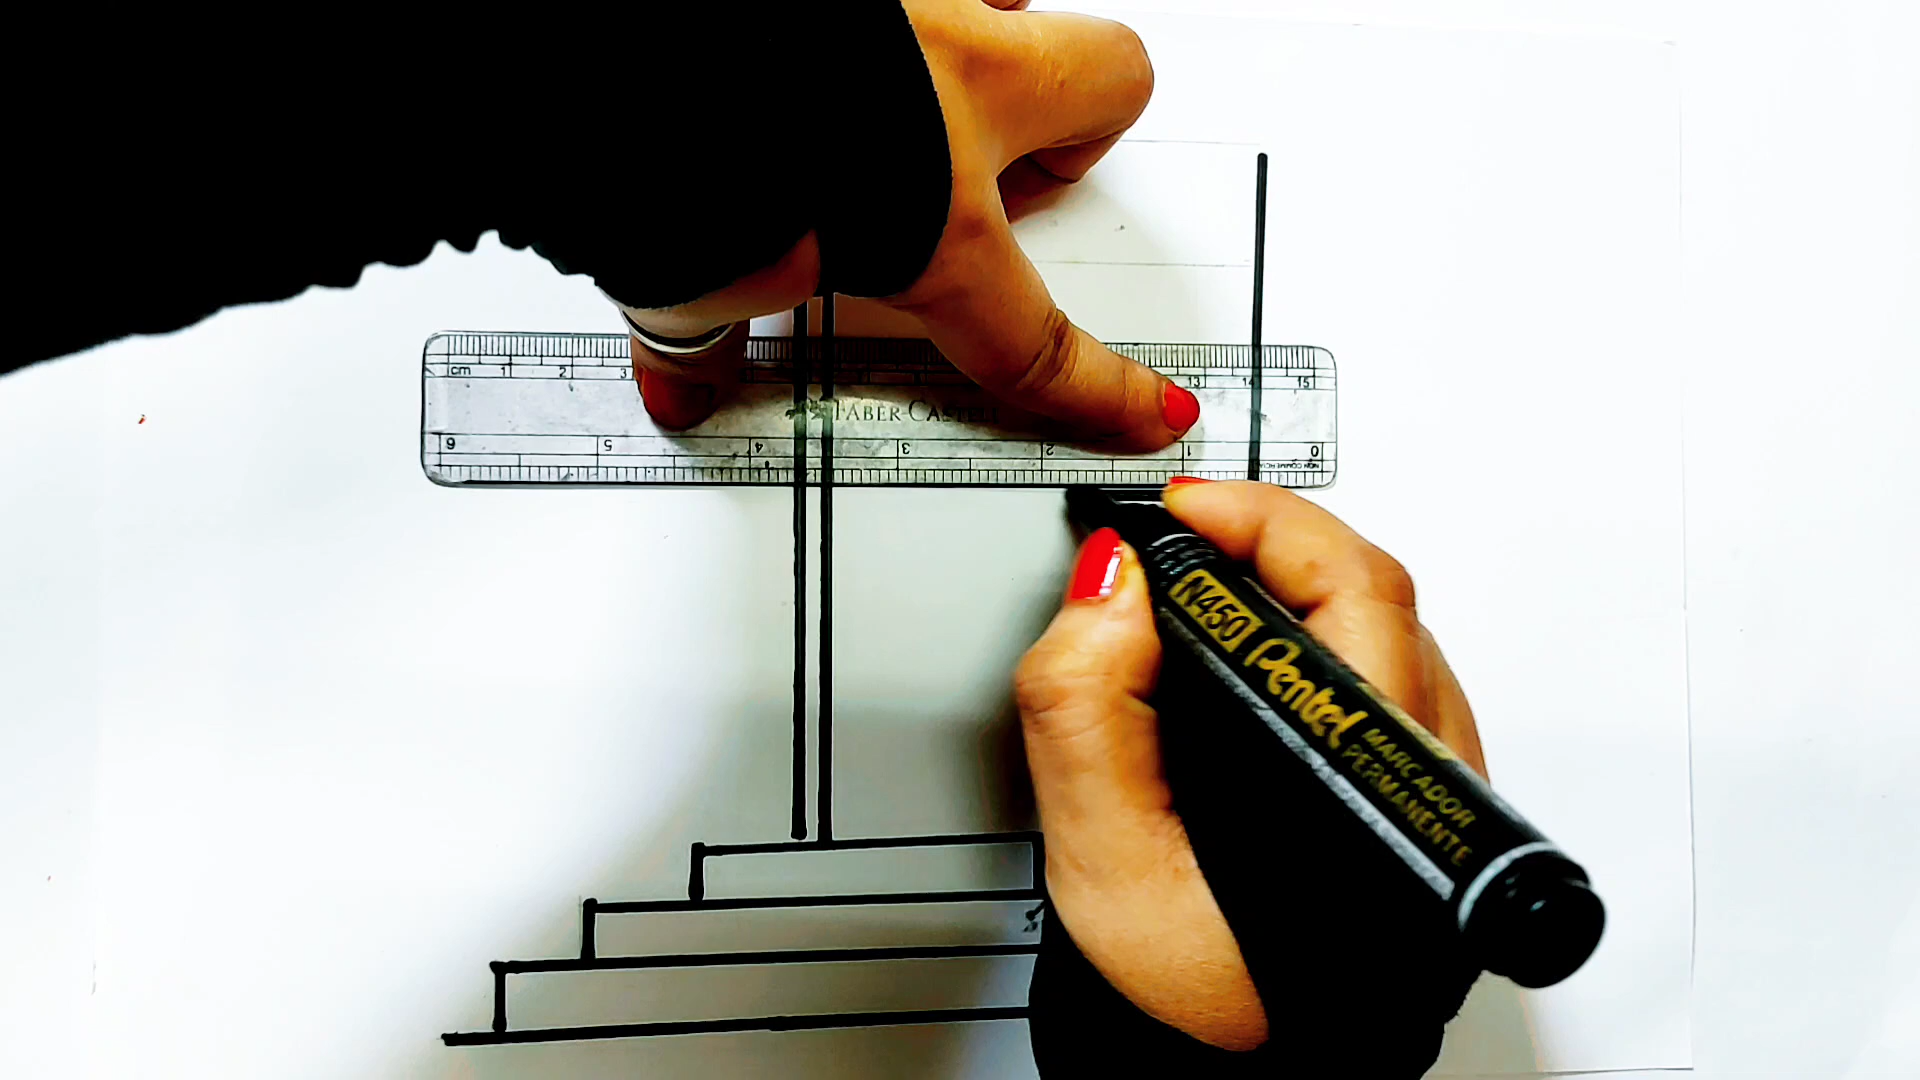 cm 1 2 3 13 14 15
FABER-CASTELL
6 5 4 3 2 1 0
N450 Pentel MARCADOR
PERMANENTE